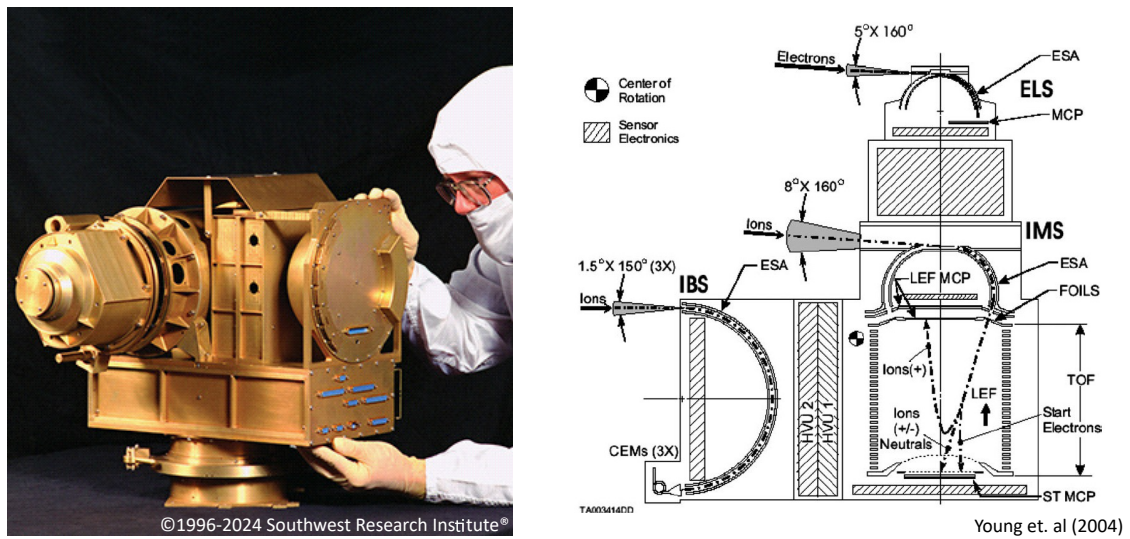 ©1996-2024 Southwest Research Institute®
5°X 160°
Electrons
ESA
ELS
Center of
Rotation
MCP
Sensor
Electronics
8°X 160°
Ions
IMS
1.5°X 150° (3X)
ESA
IBS
LEF MCP
ESA
Ions
FOILS
Ions(+)
TOF
LEF
HVU 2
HVU 1
Ions
(+/-)
Neutrals
Start
Electrons
CEMs (3X)
ST MCP
TA003414DD
Young et. al (2004)